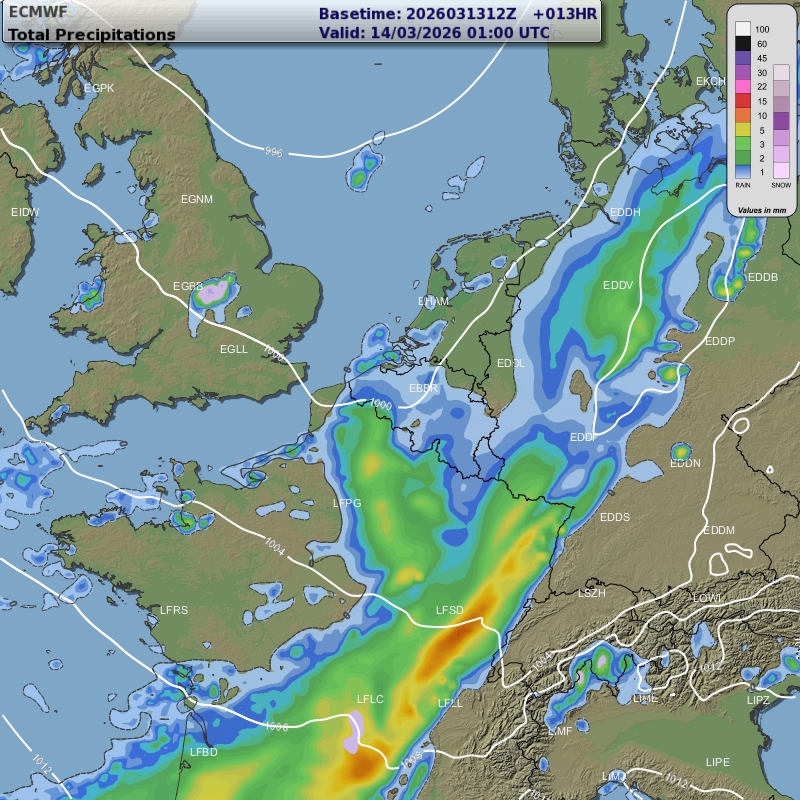 ECMWF
Basetime: 2026031312Z +013HR
Total Precipitations
Valid: 14/03/2026 01:00 UTC
100
60
45
30
22
15
10
5
3
2
1
RAIN SNOW
Values in mm
EGPK
EKCH
996
EGNM
EIDW
EDDH
EDDB
EGBB
EDDV
EHAM
EDDP
EGLL
EDDL
EBBR
1000
EDDF
EDDN
LFPG
EDDS
EDDM
1004
LFRS
LFSD
LSZH
LOWI
1004
1012
LFLC
LFLL
LIML
LIPZ
1008
LIMF
LFBD
1012
LIPE
LIMJ
1012